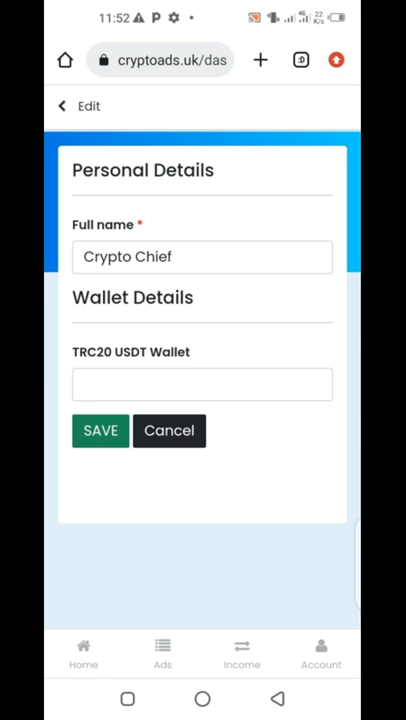 11:52
22
K/s
cryptoads.uk/das
:D
Edit
Personal Details
Full name *
Crypto Chief
Wallet Details
TRC20 USDT Wallet
SAVE Cancel
Home Ads Income Account